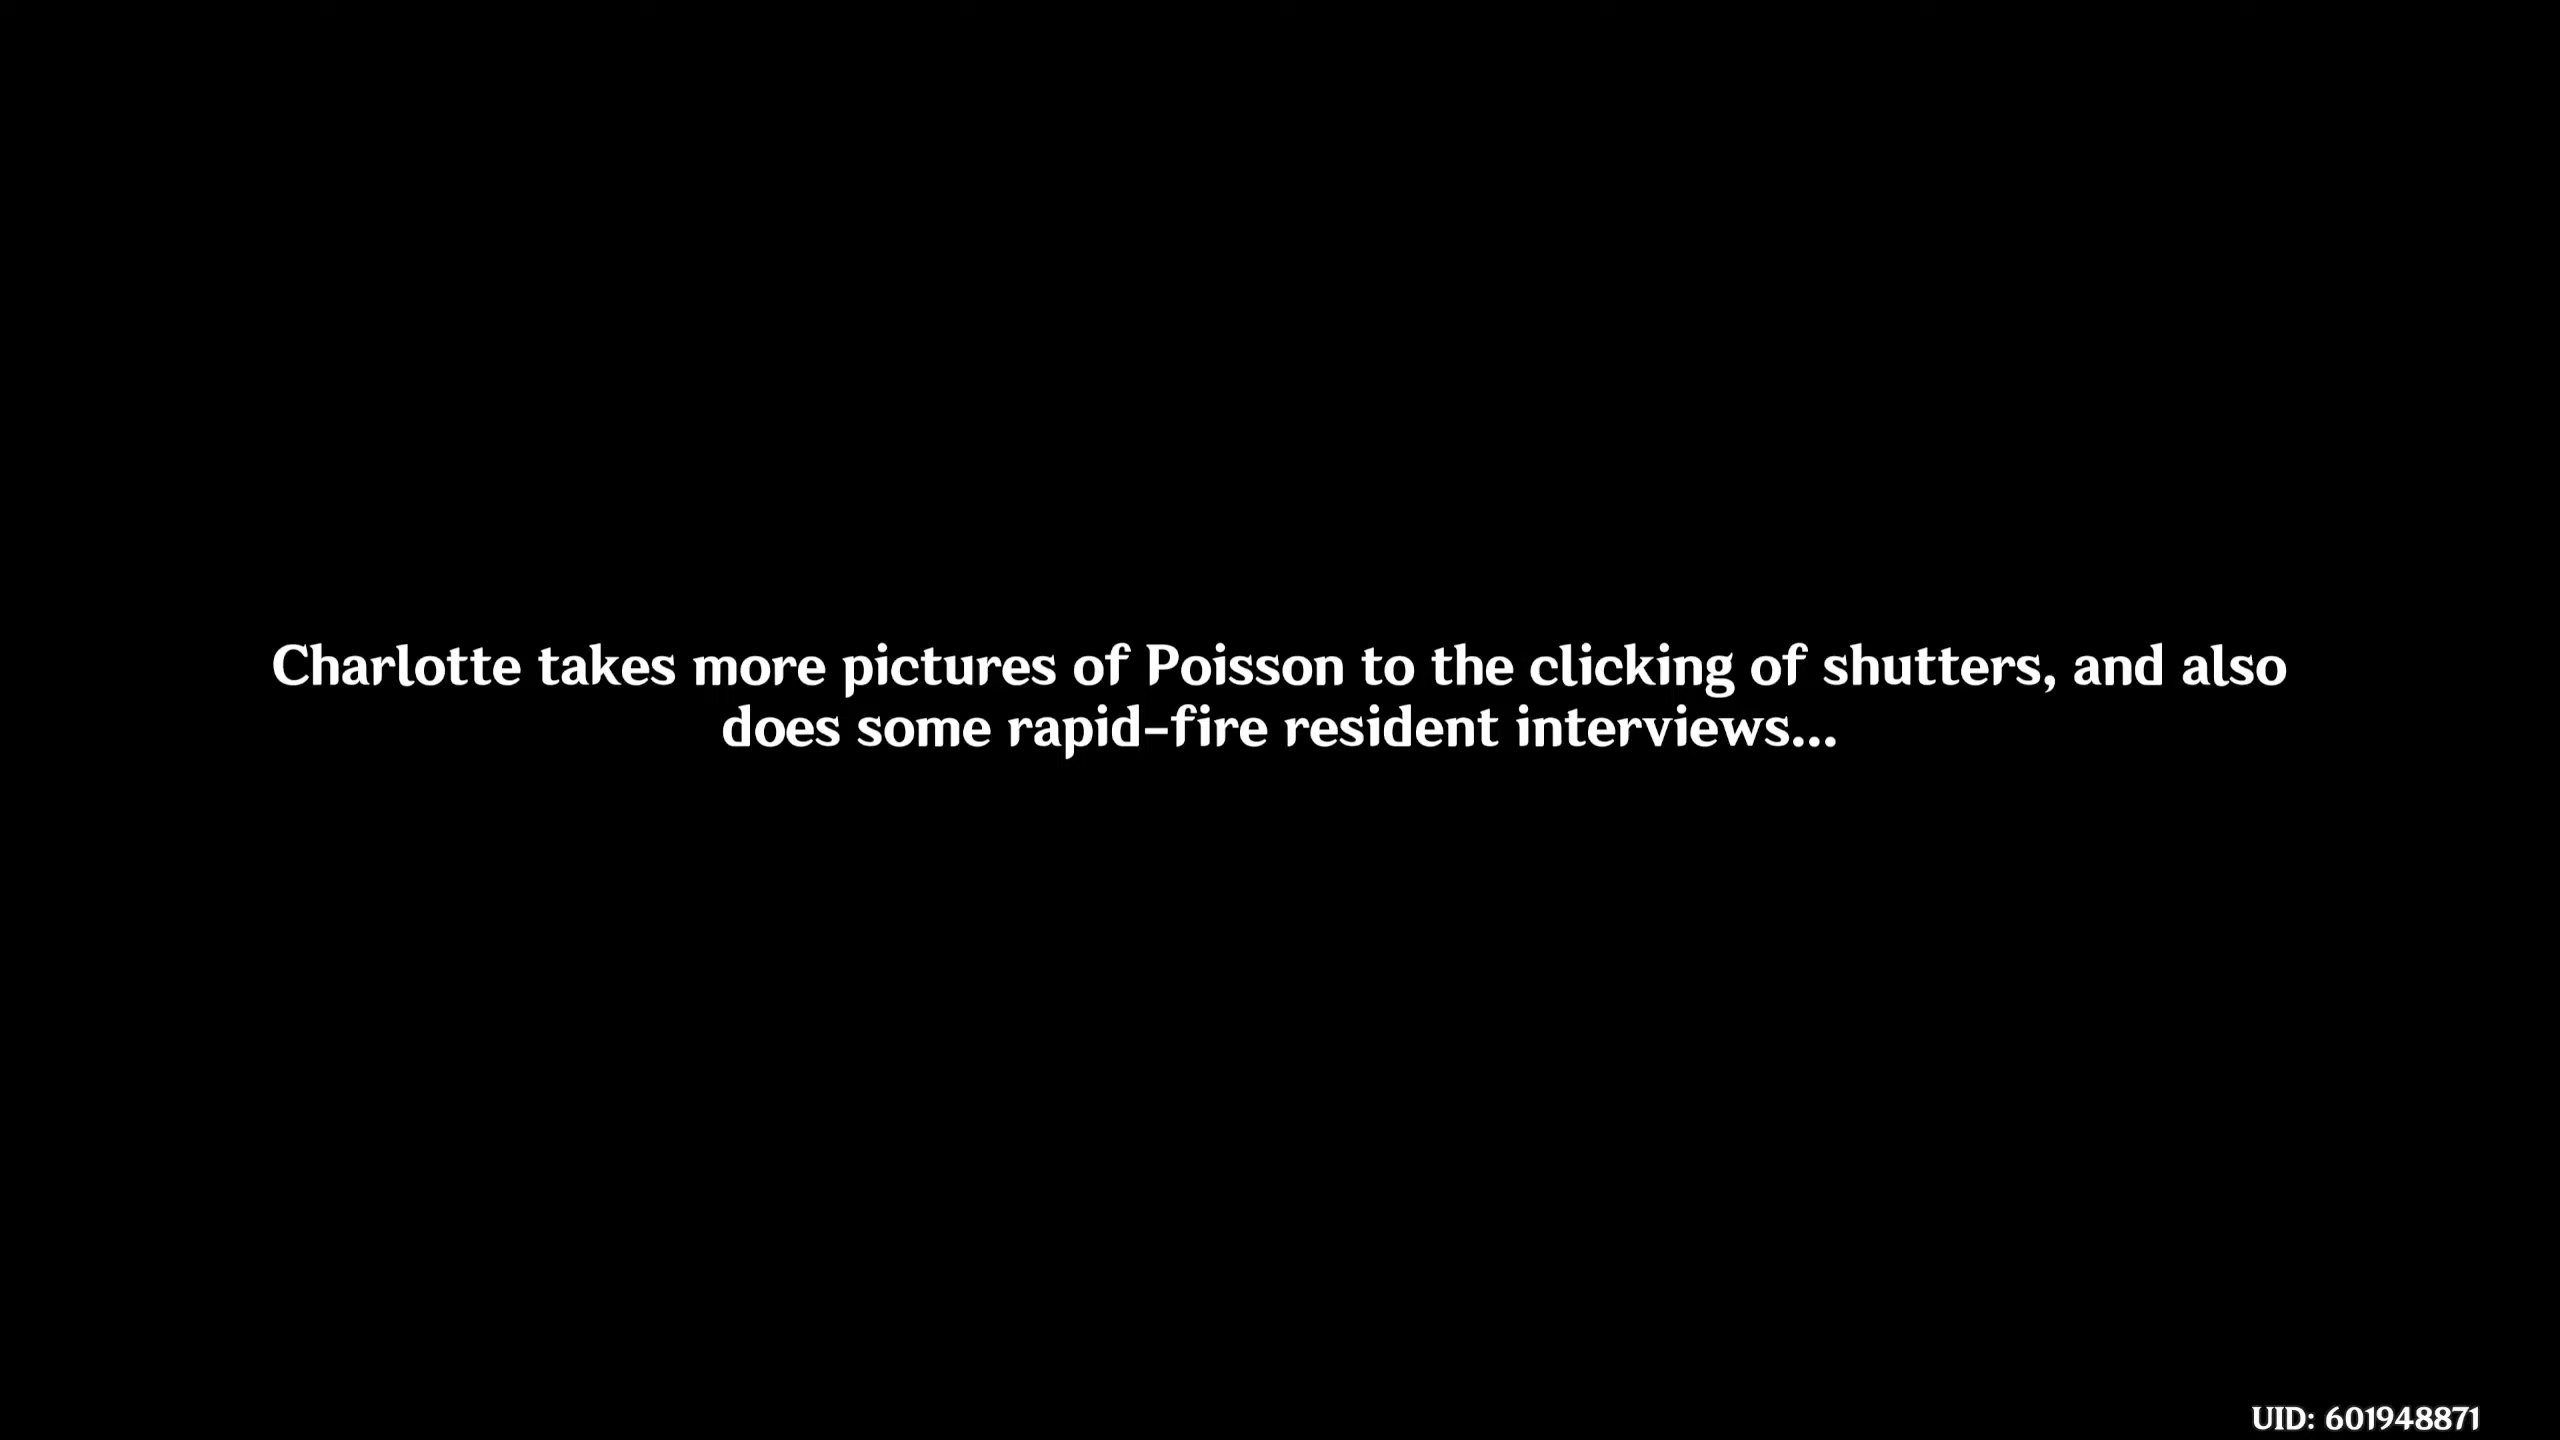 Charlotte takes more pictures of Poisson to the clicking of shutters, and also
does some rapid-fire resident interviews...
UID: 601948871